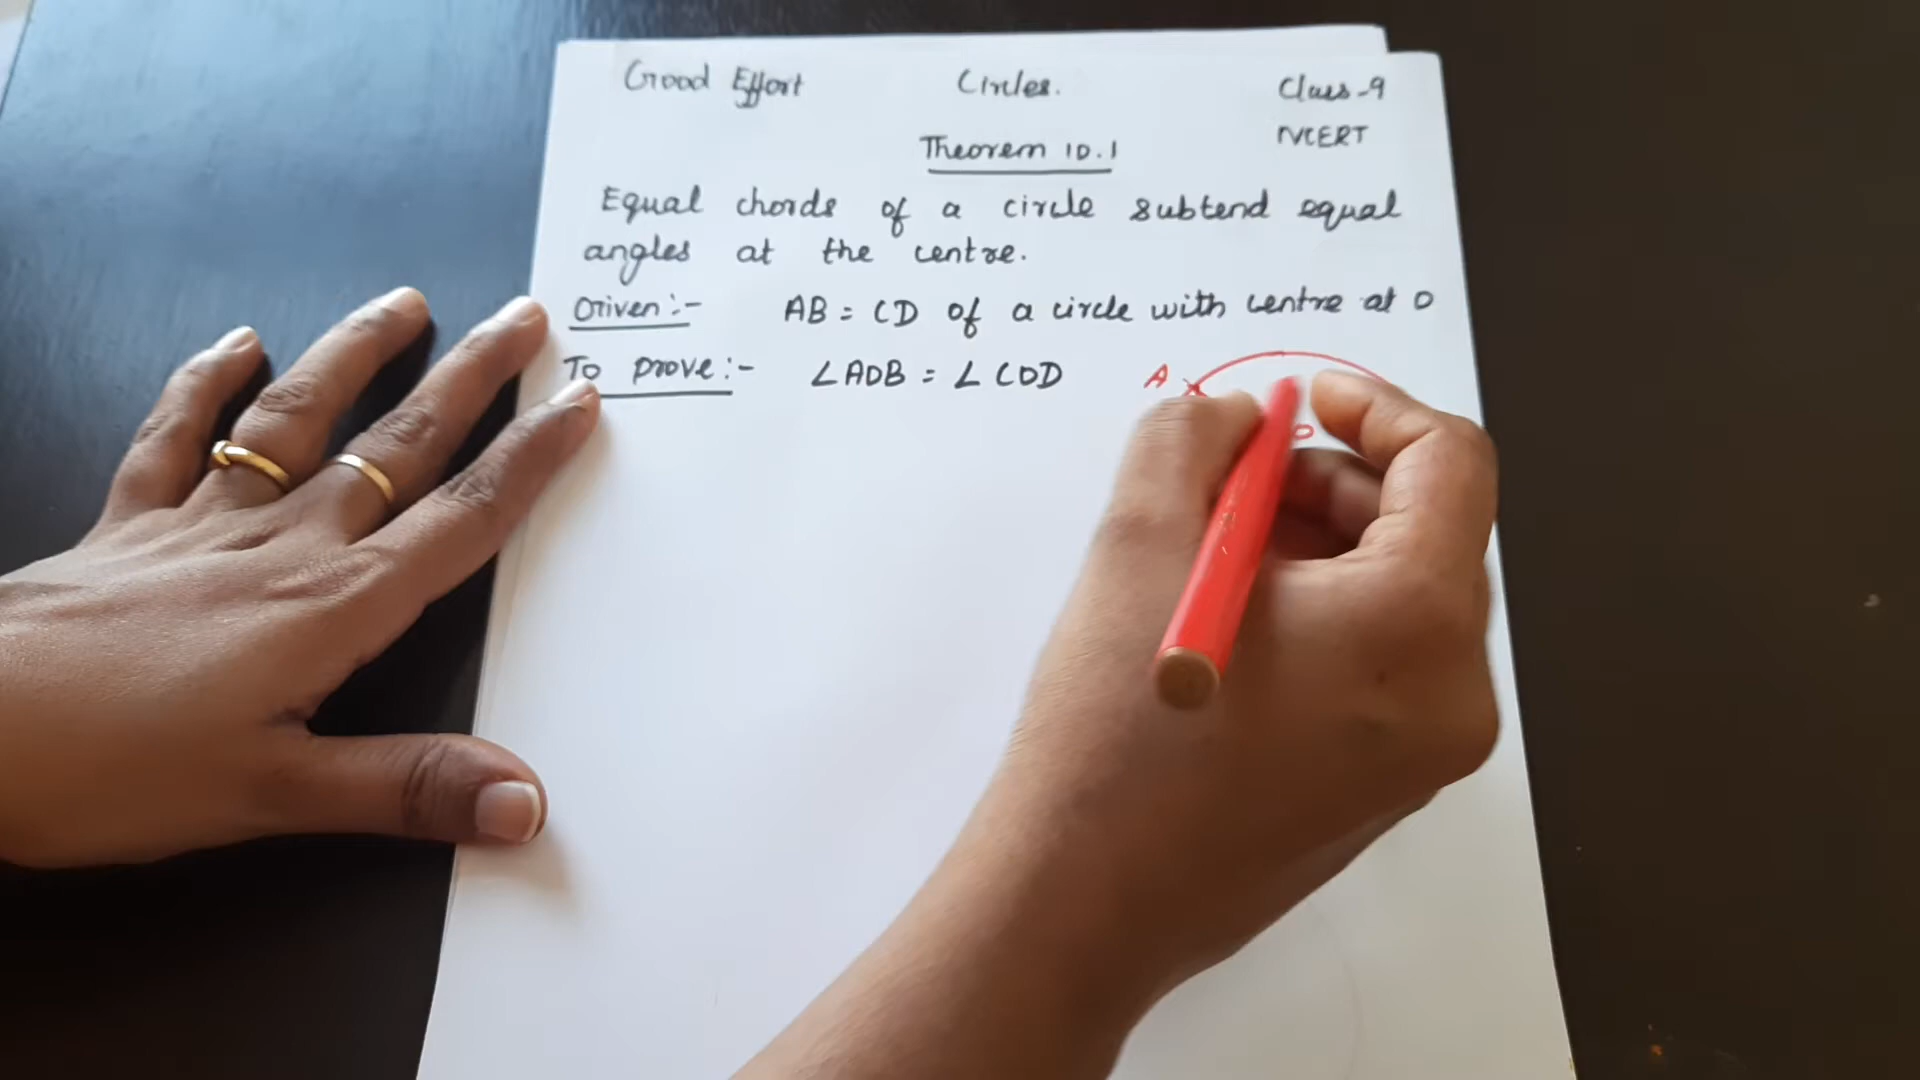 Good Effort Circles. Class-9
NCERT
Theorem 10.1
Equal chords of a circle subtend equal
angles at the centre.
Given:- AB = CD of a circle with centre at O
To prove:- ∠AOB = ∠COD
A
O